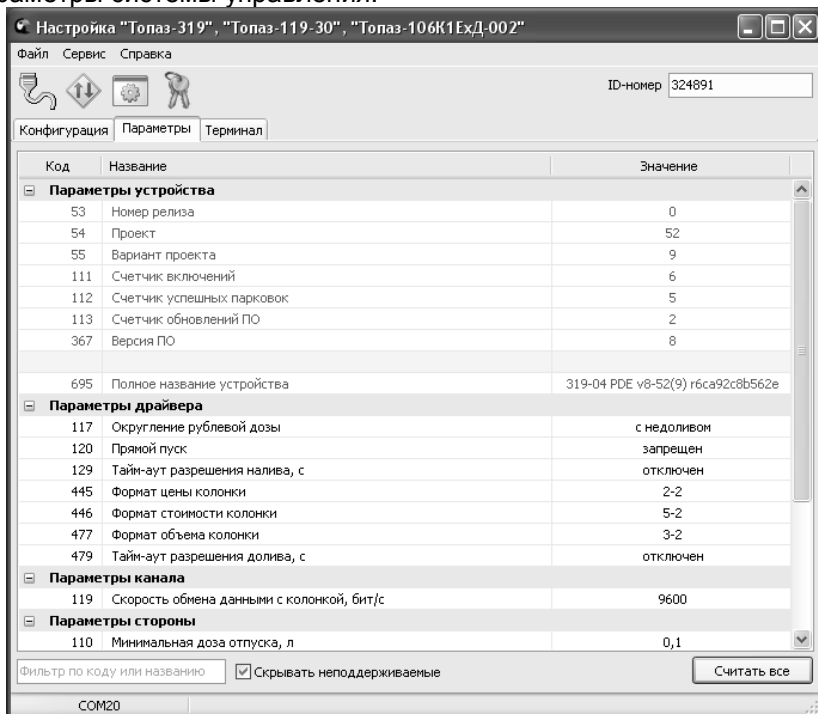 раметры системы управления.
Настройка "Топаз-319", "Топаз-119-30", "Топаз-106К1ЕхД-002"
Файл Сервис Справка
ID-номер 324891
Конфигурация Параметры Терминал
Код Название Значение
Параметры устройства
53 Номер релиза 0
54 Проект 52
55 Вариант проекта 9
111 Счетчик включений 6
112 Счетчик успешных парковок 5
113 Счетчик обновлений ПО 2
367 Версия ПО 8
695 Полное название устройства 319-04 PDE v8-52(9) r6ca92c8b562e
Параметры драйвера
117 Округление рублевой дозы с недоливом
120 Прямой пуск запрещен
129 Тайм-аут разрешения налива, с отключен
445 Формат цены колонки 2-2
446 Формат стоимости колонки 5-2
477 Формат объема колонки 3-2
479 Тайм-аут разрешения долива, с отключен
Параметры канала
119 Скорость обмена данными с колонкой, бит/с 9600
Параметры стороны
110 Минимальная доза отпуска, л 0,1
Фильтр по коду или названию Скрывать неподдерживаемые Считать все
COM20